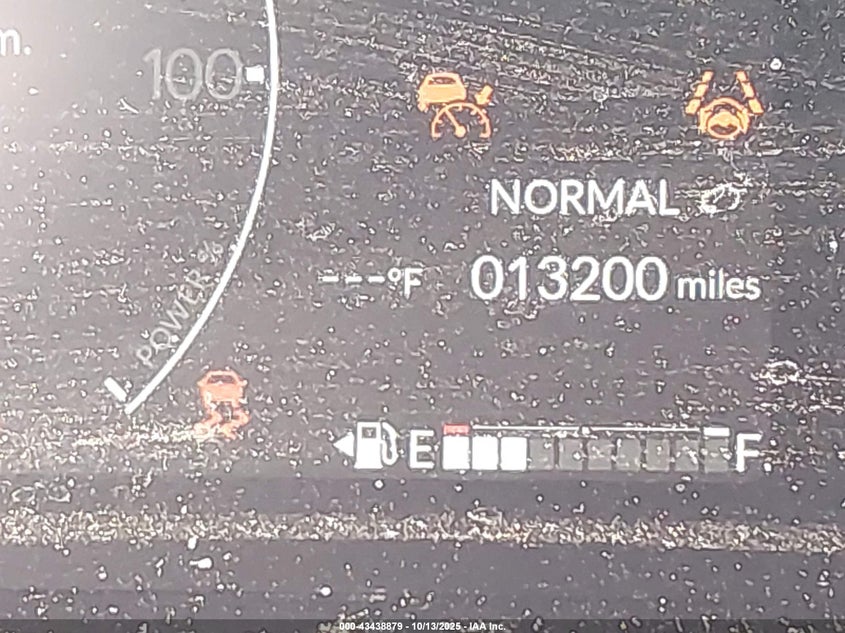 m.
100
NORMAL
POWER %
---°F 013200 miles
E F
000-43438879 - 10/13/2025 - IAA Inc.